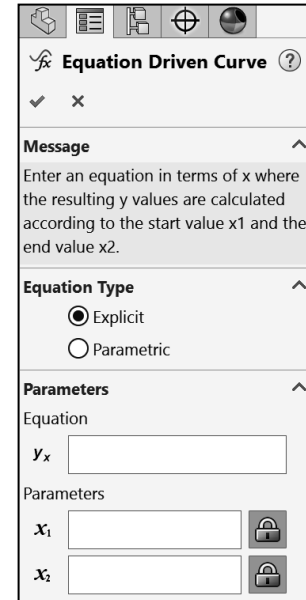 fx Equation Driven Curve ?
Message
Enter an equation in terms of x where
the resulting y values are calculated
according to the start value x1 and the
end value x2.
Equation Type
Explicit
Parametric
Parameters
Equation
yx
Parameters
x1
x2